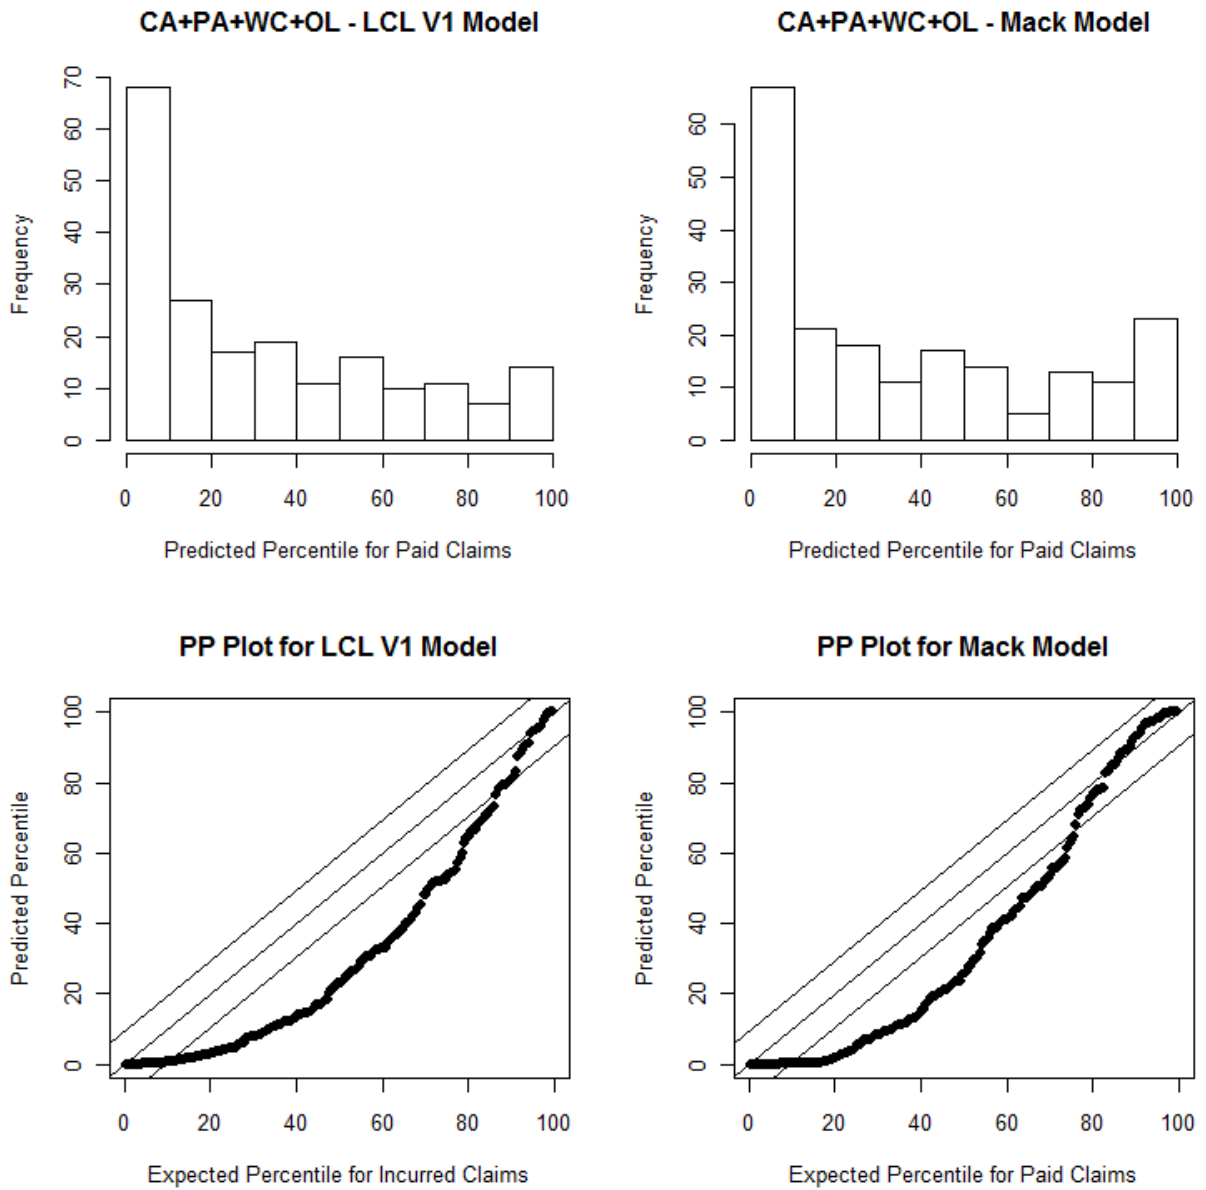 CA+PA+WC+OL - LCL V1 Model
Frequency
70
60
50
40
30
20
10
0
0 20 40 60 80 100
Predicted Percentile for Paid Claims
CA+PA+WC+OL - Mack Model
Frequency
60
50
40
30
20
10
0
0 20 40 60 80 100
Predicted Percentile for Paid Claims
PP Plot for LCL V1 Model
Predicted Percentile
100
80
60
40
20
0
0 20 40 60 80 100
Expected Percentile for Incurred Claims
PP Plot for Mack Model
Predicted Percentile
100
80
60
40
20
0
0 20 40 60 80 100
Expected Percentile for Paid Claims